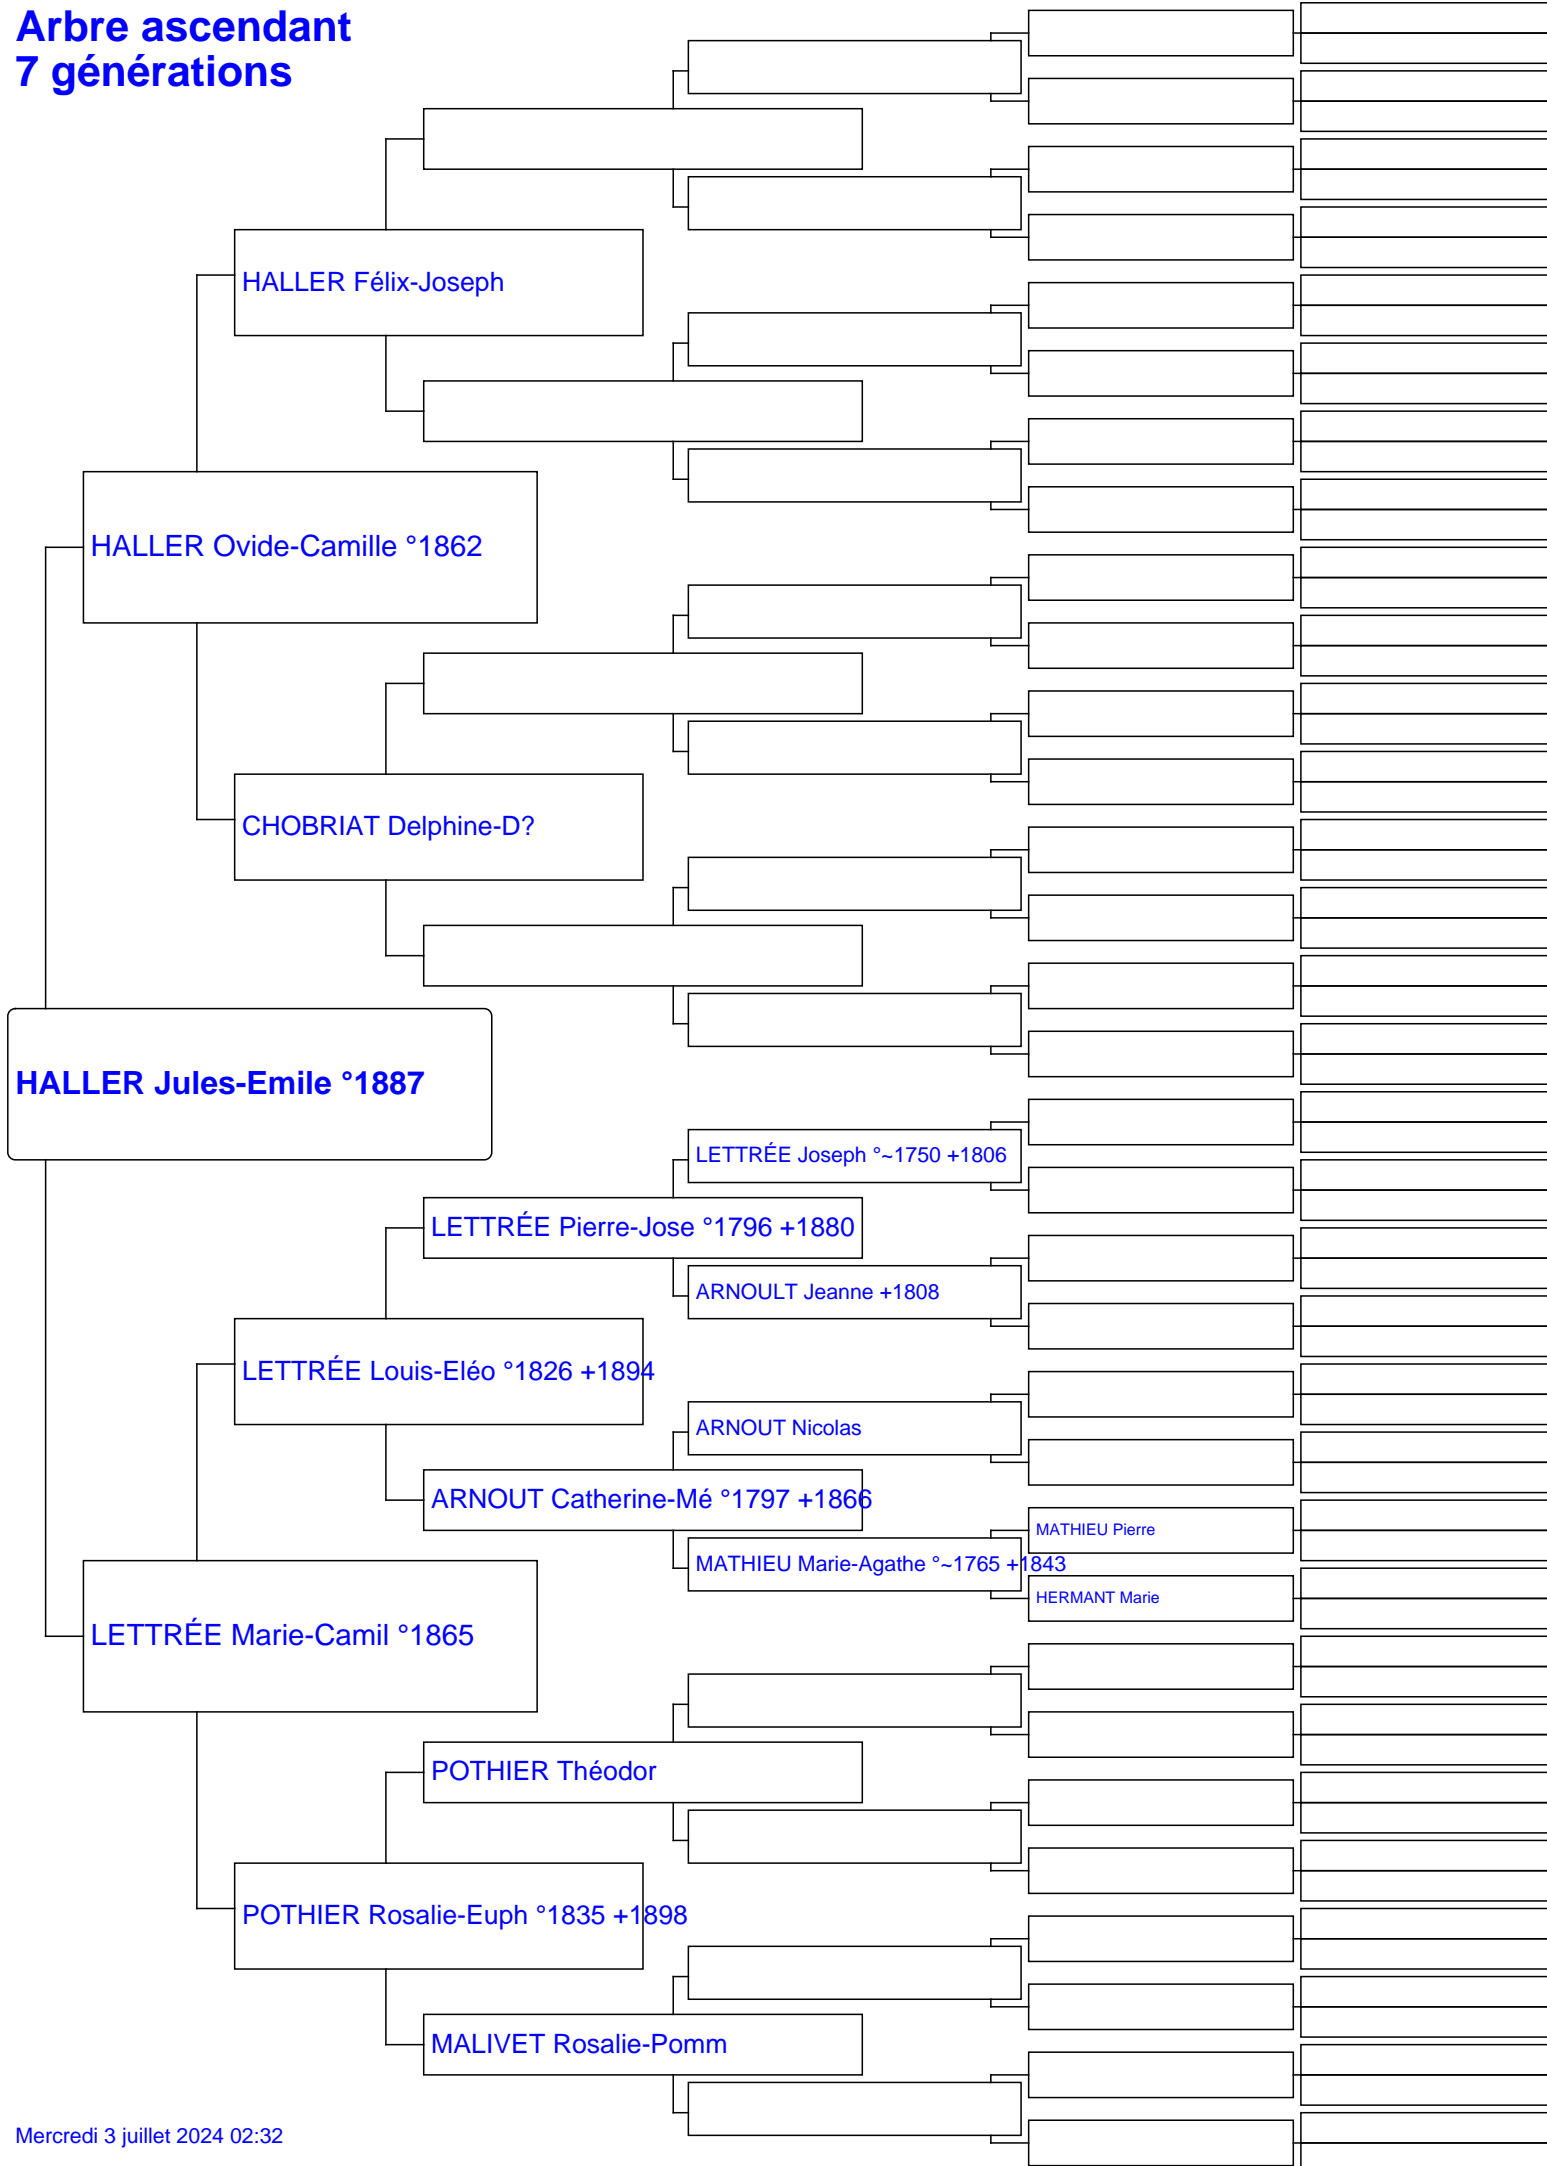 Arbre ascendant
7 générations
HALLER Félix-Joseph
HALLER Ovide-Camille °1862
CHOBRIAT Delphine-D?
HALLER Jules-Emile °1887
LETTRÉE Joseph °~1750 +1806
LETTRÉE Pierre-Jose °1796 +1880
ARNOULT Jeanne +1808
LETTRÉE Louis-Eléo °1826 +1894
ARNOUT Nicolas
ARNOUT Catherine-Mé °1797 +1866
MATHIEU Pierre
MATHIEU Marie-Agathe °~1765 +1843
HERMANT Marie
LETTRÉE Marie-Camil °1865
POTHIER Théodor
POTHIER Rosalie-Euph °1835 +1898
MALIVET Rosalie-Pomm
Mercredi 3 juillet 2024 02:32